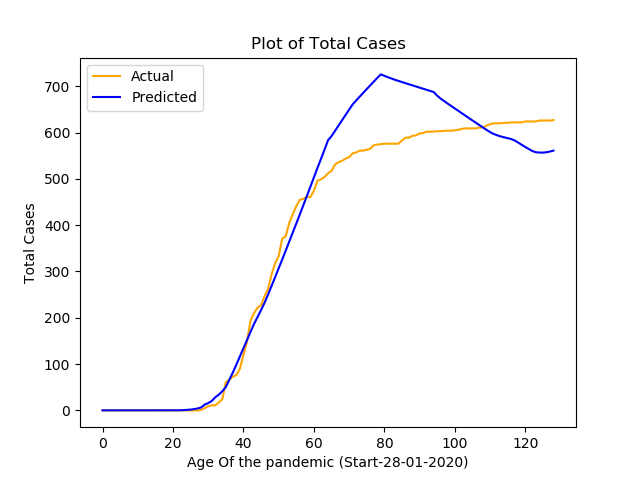 Plot of Total Cases
Actual
Predicted
700
600
500
400
300
200
100
0
Total Cases
0 20 40 60 80 100 120
Age Of the pandemic (Start-28-01-2020)